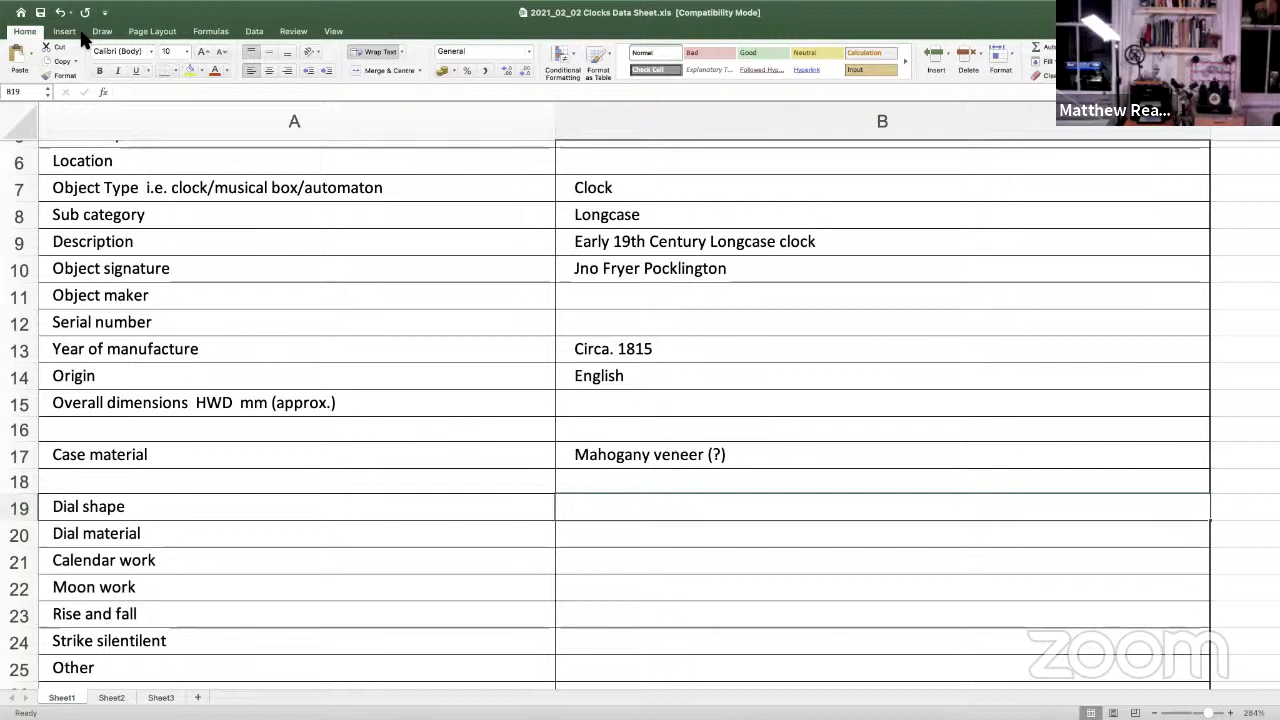 2021_02_02 Clocks Data Sheet.xls [Compatibility Mode]
Home Insert Draw Page Layout Formulas Data Review View
Paste
Cut
Copy
Format
Calibri (Body) 10
Wrap Text
Merge & Centre
General
Conditional Formatting
Format as Table
Normal Bad Good Neutral Calculation
Check Cell Explanatory T... Followed Hyp... Hyperlink Input
Insert Delete Format
Matthew Rea...
B19 fx
A B
6 Location
7 Object Type i.e. clock/musical box/automaton Clock
8 Sub category Longcase
9 Description Early 19th Century Longcase clock
10 Object signature Jno Fryer Pocklington
11 Object maker
12 Serial number
13 Year of manufacture Circa. 1815
14 Origin English
15 Overall dimensions HWD mm (approx.)
16
17 Case material Mahogany veneer (?)
18
19 Dial shape
20 Dial material
21 Calendar work
22 Moon work
23 Rise and fall
24 Strike silentilent
25 Other
zoom
Sheet1 Sheet2 Sheet3 +
Ready 284%